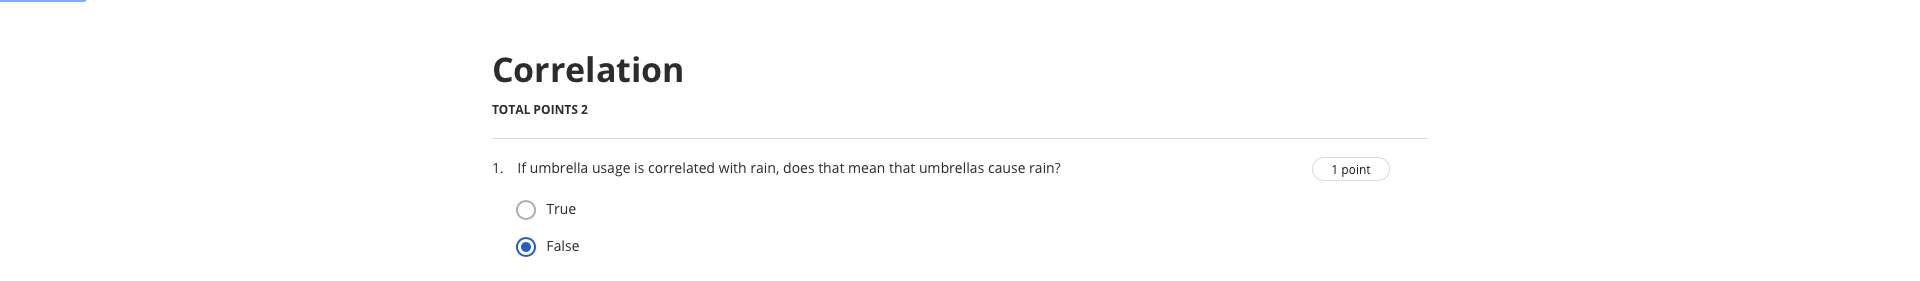 Correlation
TOTAL POINTS 2
1. If umbrella usage is correlated with rain, does that mean that umbrellas cause rain?
1 point
True
False